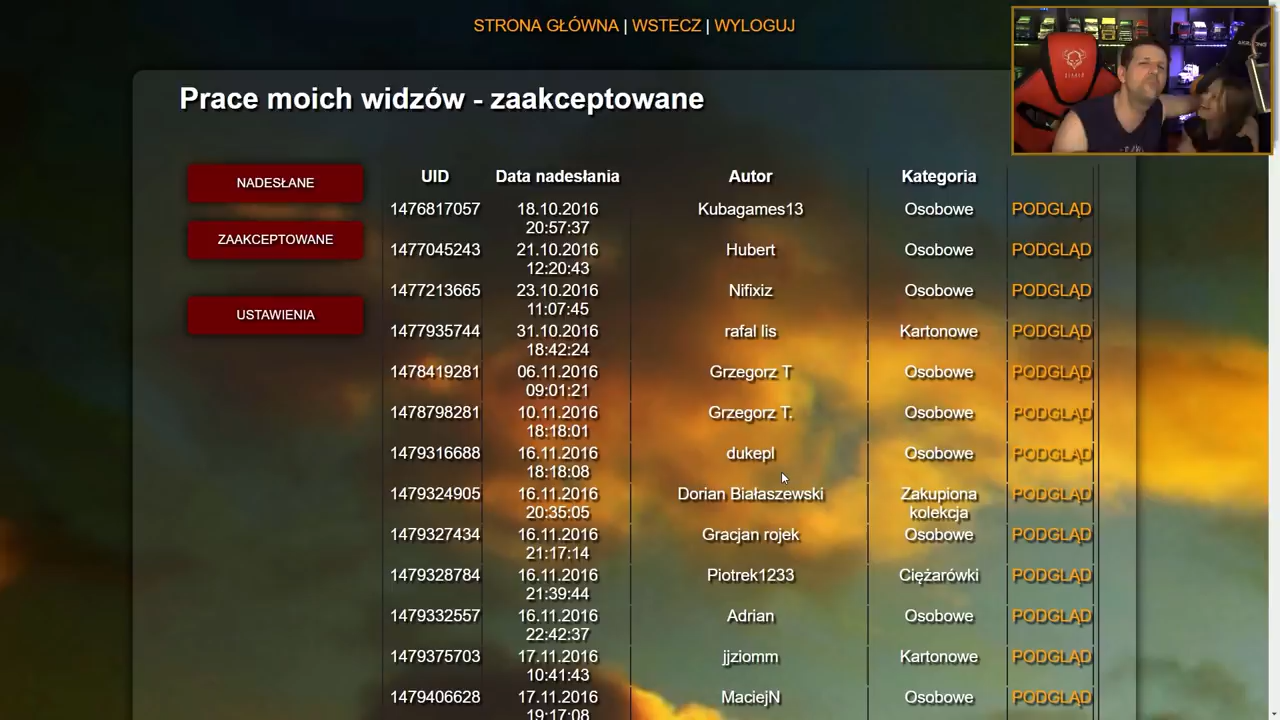 STRONA GŁÓWNA | WSTECZ | WYLOGUJ
Prace moich widzów - zaakceptowane
NADESŁANE
ZAAKCEPTOWANE
USTAWIENIA
UID Data nadesłania Autor Kategoria
1476817057 18.10.2016 Kubagames13 Osobowe PODGLĄD
20:57:37
1477045243 21.10.2016 Hubert Osobowe PODGLĄD
12:20:43
1477213665 23.10.2016 Nifixiz Osobowe PODGLĄD
11:07:45
1477935744 31.10.2016 rafal lis Kartonowe PODGLĄD
18:42:24
1478419281 06.11.2016 Grzegorz T Osobowe PODGLĄD
09:01:21
1478798281 10.11.2016 Grzegorz T. Osobowe PODGLĄD
18:18:01
1479316688 16.11.2016 dukepl Osobowe PODGLĄD
18:18:08
1479324905 16.11.2016 Dorian Białaszewski Zakupiona PODGLĄD
20:35:05 kolekcja
1479327434 16.11.2016 Gracjan rojek Osobowe PODGLĄD
21:17:14
1479328784 16.11.2016 Piotrek1233 Ciężarówki PODGLĄD
21:39:44
1479332557 16.11.2016 Adrian Osobowe PODGLĄD
22:42:37
1479375703 17.11.2016 jjziomm Kartonowe PODGLĄD
10:41:43
1479406628 17.11.2016 MaciejN Osobowe PODGLĄD
19:17:08